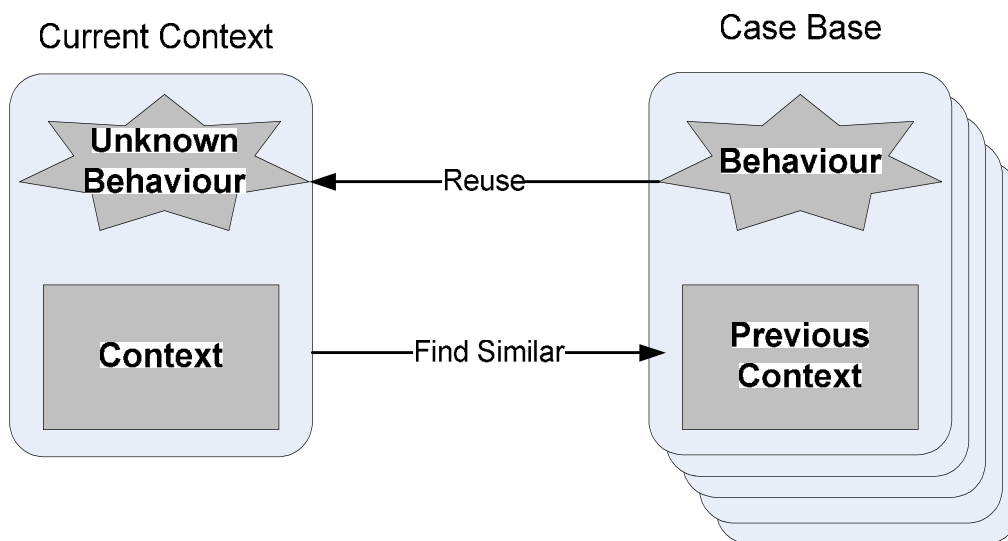 Current Context
Case Base
Unknown
Behaviour
Behaviour
Reuse
Context
Find Similar
Previous
Context